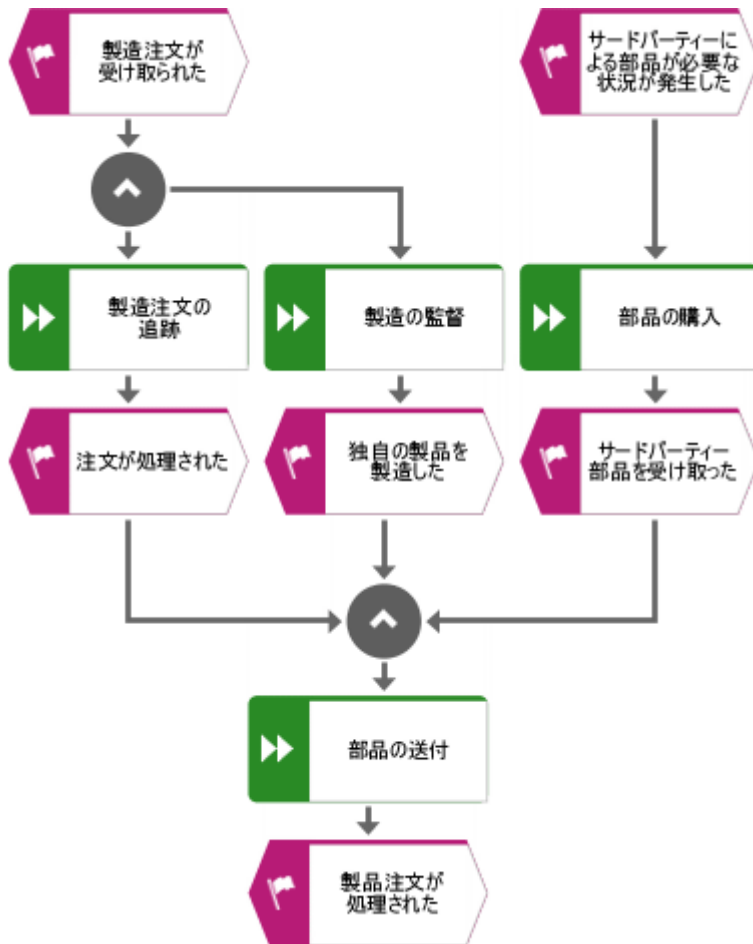 製造注文が
受け取られた
サードパーティーに
よる部品が必要な
状況が発生した
製造注文の
追跡
製造の監督
部品の購入
注文が処理された
独自の製品を
製造した
サードパーティー
部品を受け取った
部品の送付
製品注文が
処理された